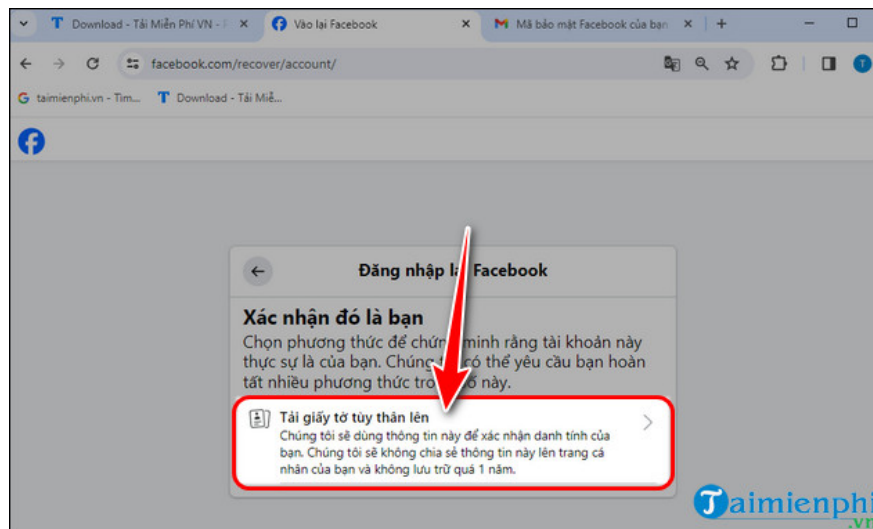 Download - Tải Miễn Phí VN - F
Vào lại Facebook
Mã bảo mật Facebook của bạn
facebook.com/recover/account/
T
taimienphi.vn - Tim...
Download - Tải Miễ...
Đăng nhập lại Facebook
Xác nhận đó là bạn
Chọn phương thức để chứng minh rằng tài khoản này
thực sự là của bạn. Chúng tôi có thể yêu cầu bạn hoàn
tất nhiều phương thức trong số này.
Tải giấy tờ tùy thân lên
Chúng tôi sẽ dùng thông tin này để xác nhận danh tính của
bạn. Chúng tôi sẽ không chia sẻ thông tin này lên trang cá
nhân của bạn và không lưu trữ quá 1 năm.
Taimienphi
.vn